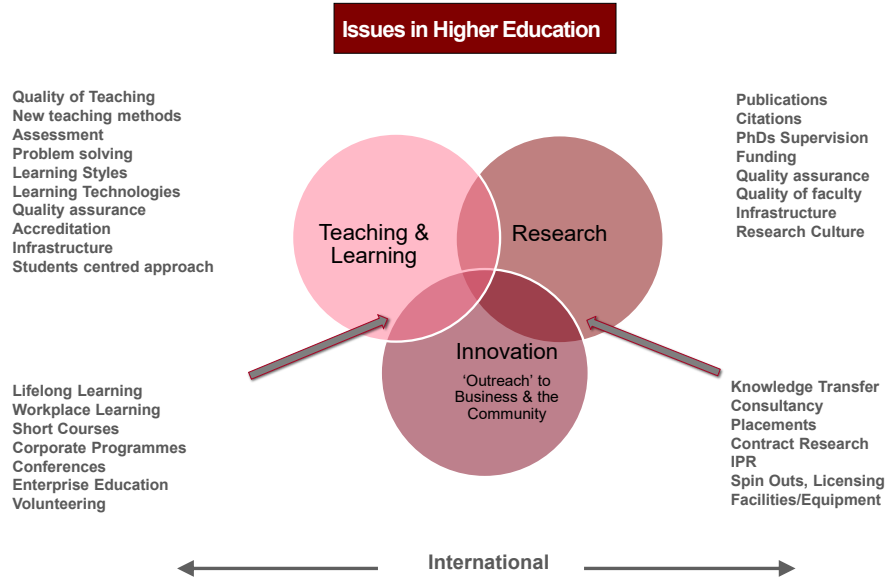 Issues in Higher Education
Quality of Teaching
New teaching methods
Assessment
Problem solving
Learning Styles
Learning Technologies
Quality assurance
Accreditation
Infrastructure
Students centred approach
Publications
Citations
PhDs Supervision
Funding
Quality assurance
Quality of faculty
Infrastructure
Research Culture
Teaching &
Learning
Research
Innovation
‘Outreach’ to
Business & the
Community
Lifelong Learning
Workplace Learning
Short Courses
Corporate Programmes
Conferences
Enterprise Education
Volunteering
Knowledge Transfer
Consultancy
Placements
Contract Research
IPR
Spin Outs, Licensing
Facilities/Equipment
International